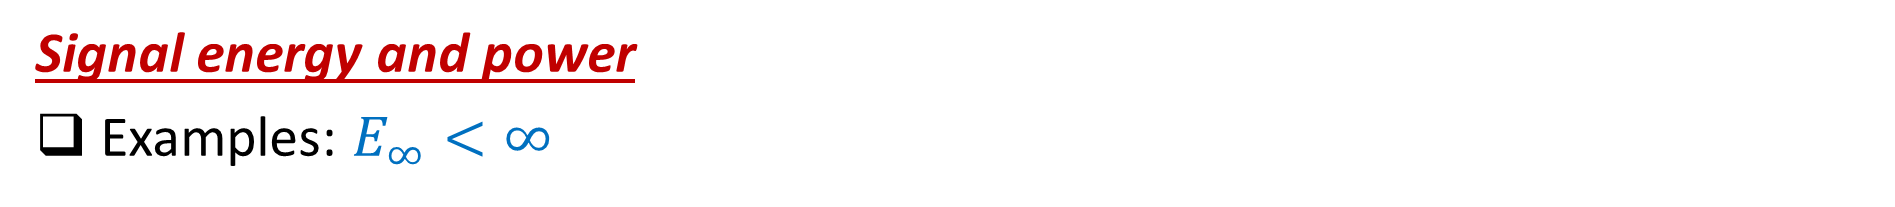 Signal energy and power
❑ Examples: E∞ < ∞